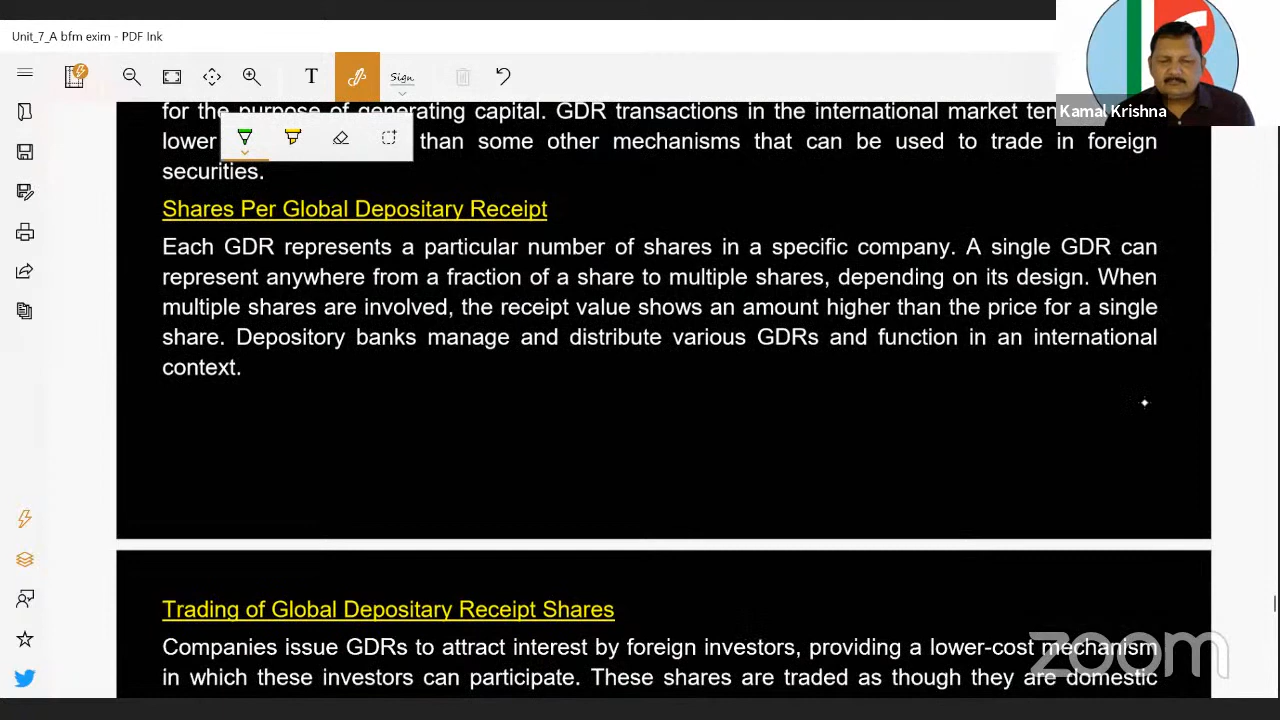 Unit_7_A bfm exim - PDF Ink
T
Sign
Kamal Krishna
for the purpose of generating capital. GDR transactions in the international market
lower than some other mechanisms that can be used to trade in foreign
securities.
Shares Per Global Depositary Receipt
Each GDR represents a particular number of shares in a specific company. A single GDR can
represent anywhere from a fraction of a share to multiple shares, depending on its design. When
multiple shares are involved, the receipt value shows an amount higher than the price for a single
share. Depository banks manage and distribute various GDRs and function in an international
context.
Trading of Global Depositary Receipt Shares
Companies issue GDRs to attract interest by foreign investors, providing a lower-cost mechanism
in which these investors can participate. These shares are traded as though they are domestic
zoom